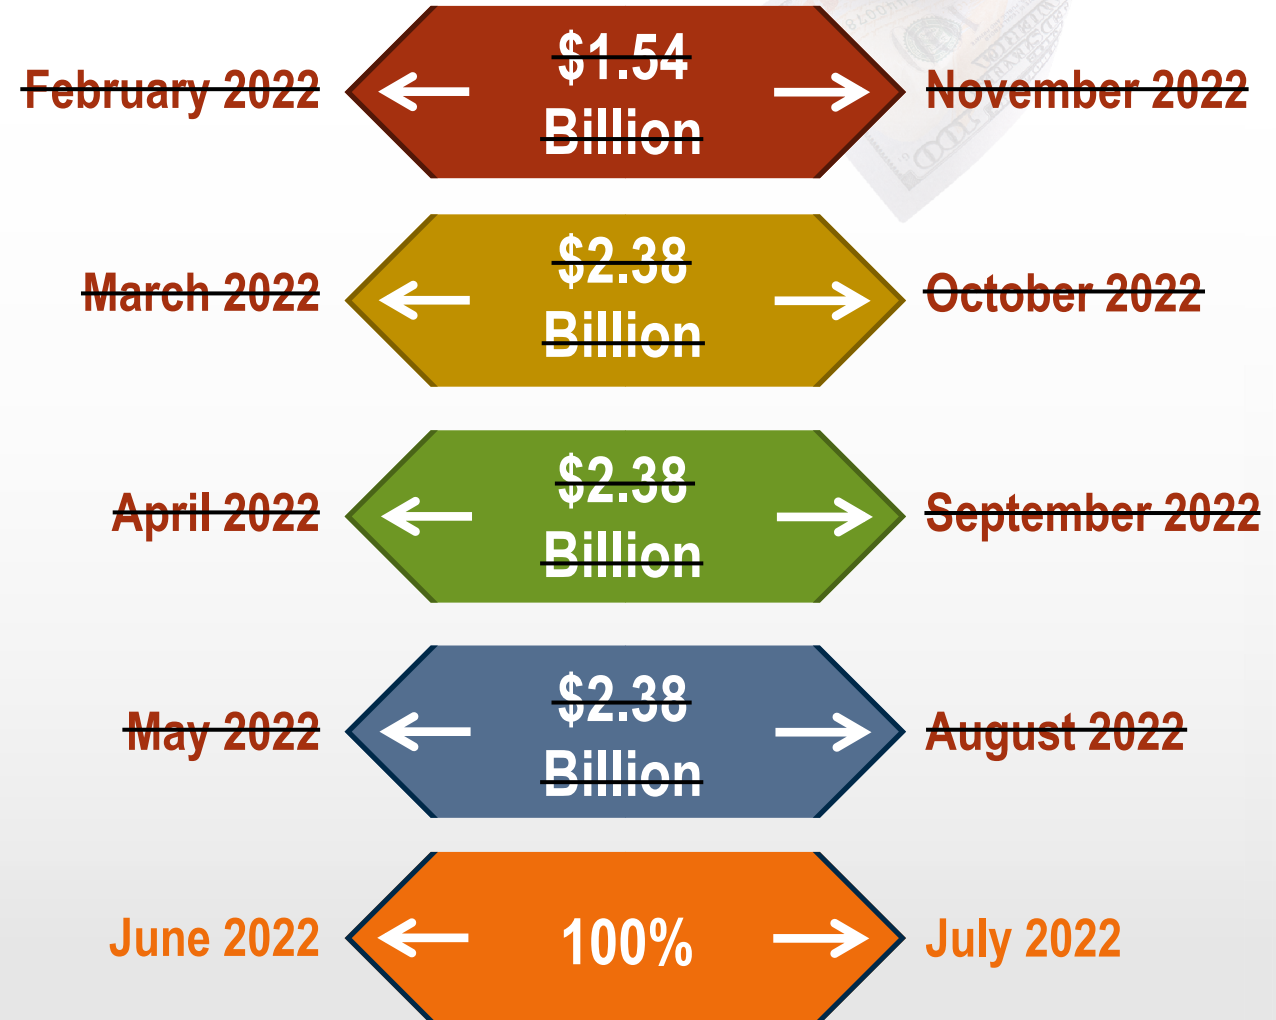 February 2022
$1.54
Billion
November 2022
March 2022
$2.38
Billion
October 2022
April 2022
$2.38
Billion
September 2022
May 2022
$2.38
Billion
August 2022
June 2022
100%
July 2022